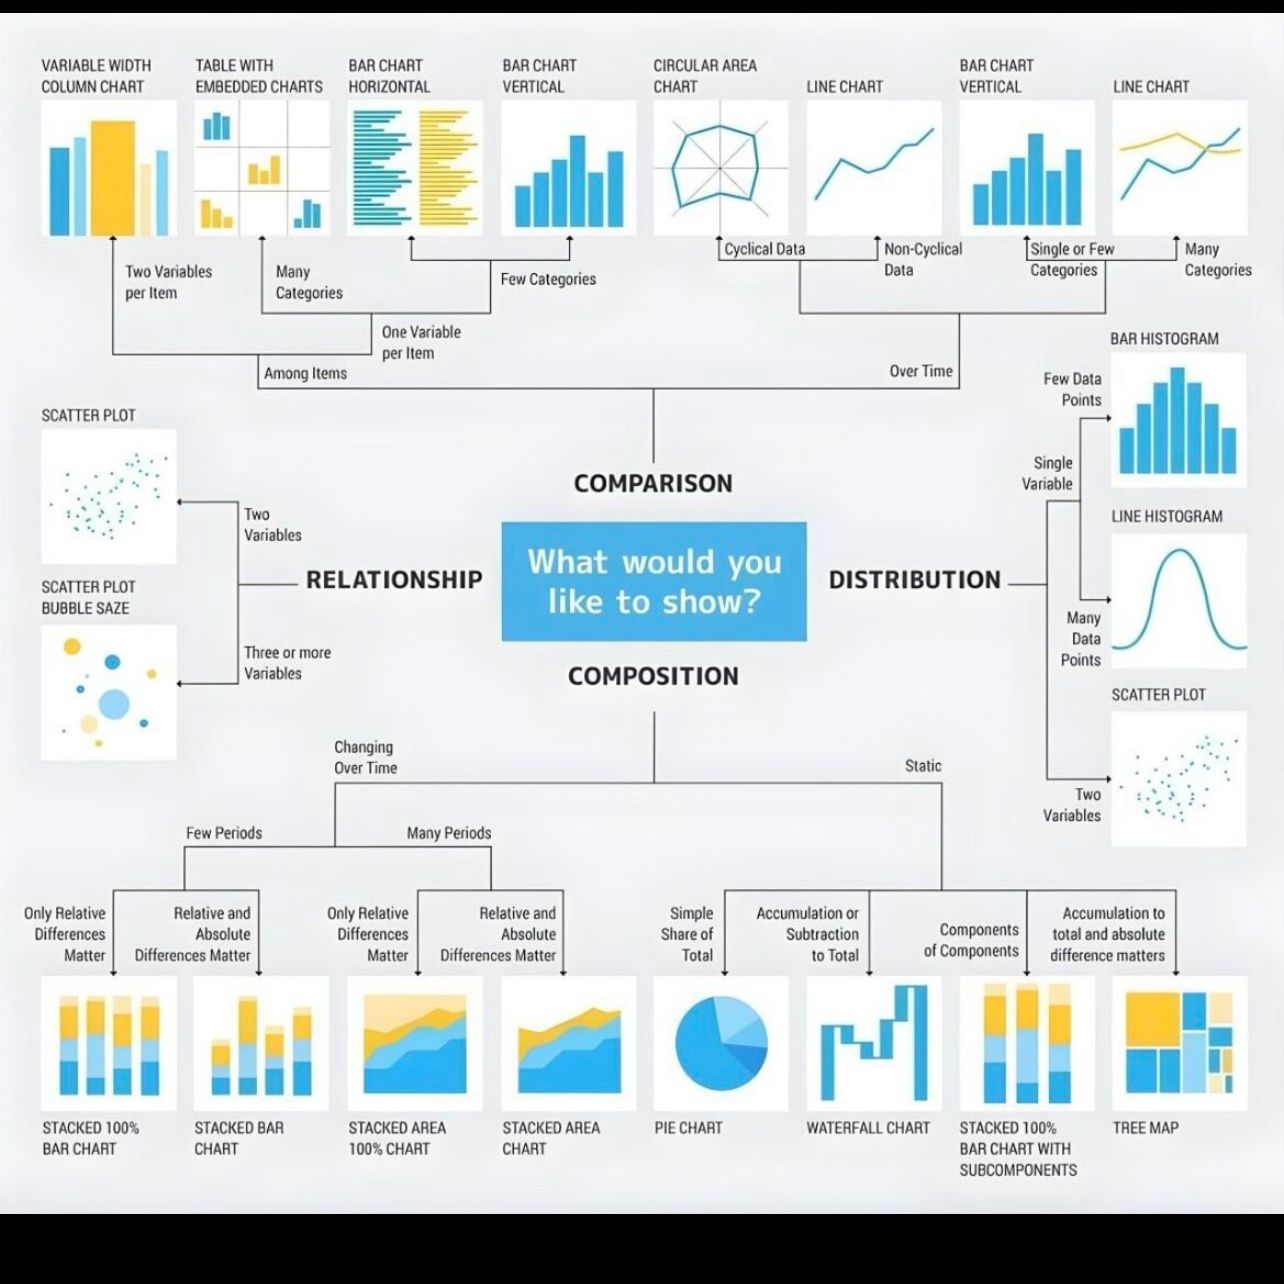 VARIABLE WIDTH
COLUMN CHART
TABLE WITH
EMBEDDED CHARTS
BAR CHART
HORIZONTAL
BAR CHART
VERTICAL
CIRCULAR AREA
CHART
LINE CHART
BAR CHART
VERTICAL
LINE CHART
Two Variables
per Item
Many
Categories
Few Categories
Cyclical Data
Non-Cyclical
Data
Single or Few
Categories
Many
Categories
One Variable
per Item
Among Items
Over Time
COMPARISON
What would you
like to show?
RELATIONSHIP
SCATTER PLOT
Two
Variables
SCATTER PLOT
BUBBLE SAZE
Three or more
Variables
DISTRIBUTION
BAR HISTOGRAM
Few Data
Points
Single
Variable
LINE HISTOGRAM
Many
Data
Points
SCATTER PLOT
Two
Variables
COMPOSITION
Changing
Over Time
Static
Few Periods
Many Periods
Only Relative
Differences
Matter
Relative and
Absolute
Differences Matter
Only Relative
Differences
Matter
Relative and
Absolute
Differences Matter
Simple
Share of
Total
Accumulation or
Subtraction
to Total
Components
of Components
Accumulation to
total and absolute
difference matters
STACKED 100%
BAR CHART
STACKED BAR
CHART
STACKED AREA
100% CHART
STACKED AREA
CHART
PIE CHART
WATERFALL CHART
STACKED 100%
BAR CHART WITH
SUBCOMPONENTS
TREE MAP